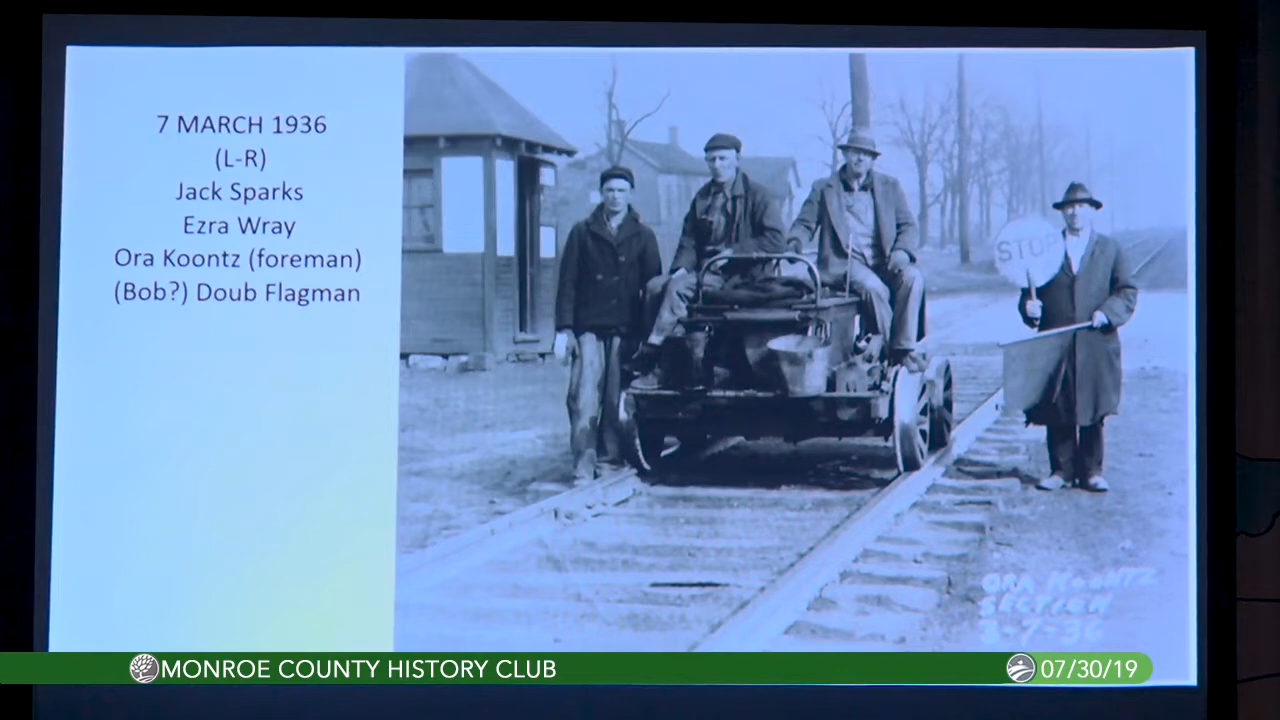 7 MARCH 1936
(L-R)
Jack Sparks
Ezra Wray
Ora Koontz (foreman)
(Bob?) Doub Flagman
STOP
ORA KOONTZ
SECTION
3-7-36
MONROE COUNTY HISTORY CLUB
07/30/19